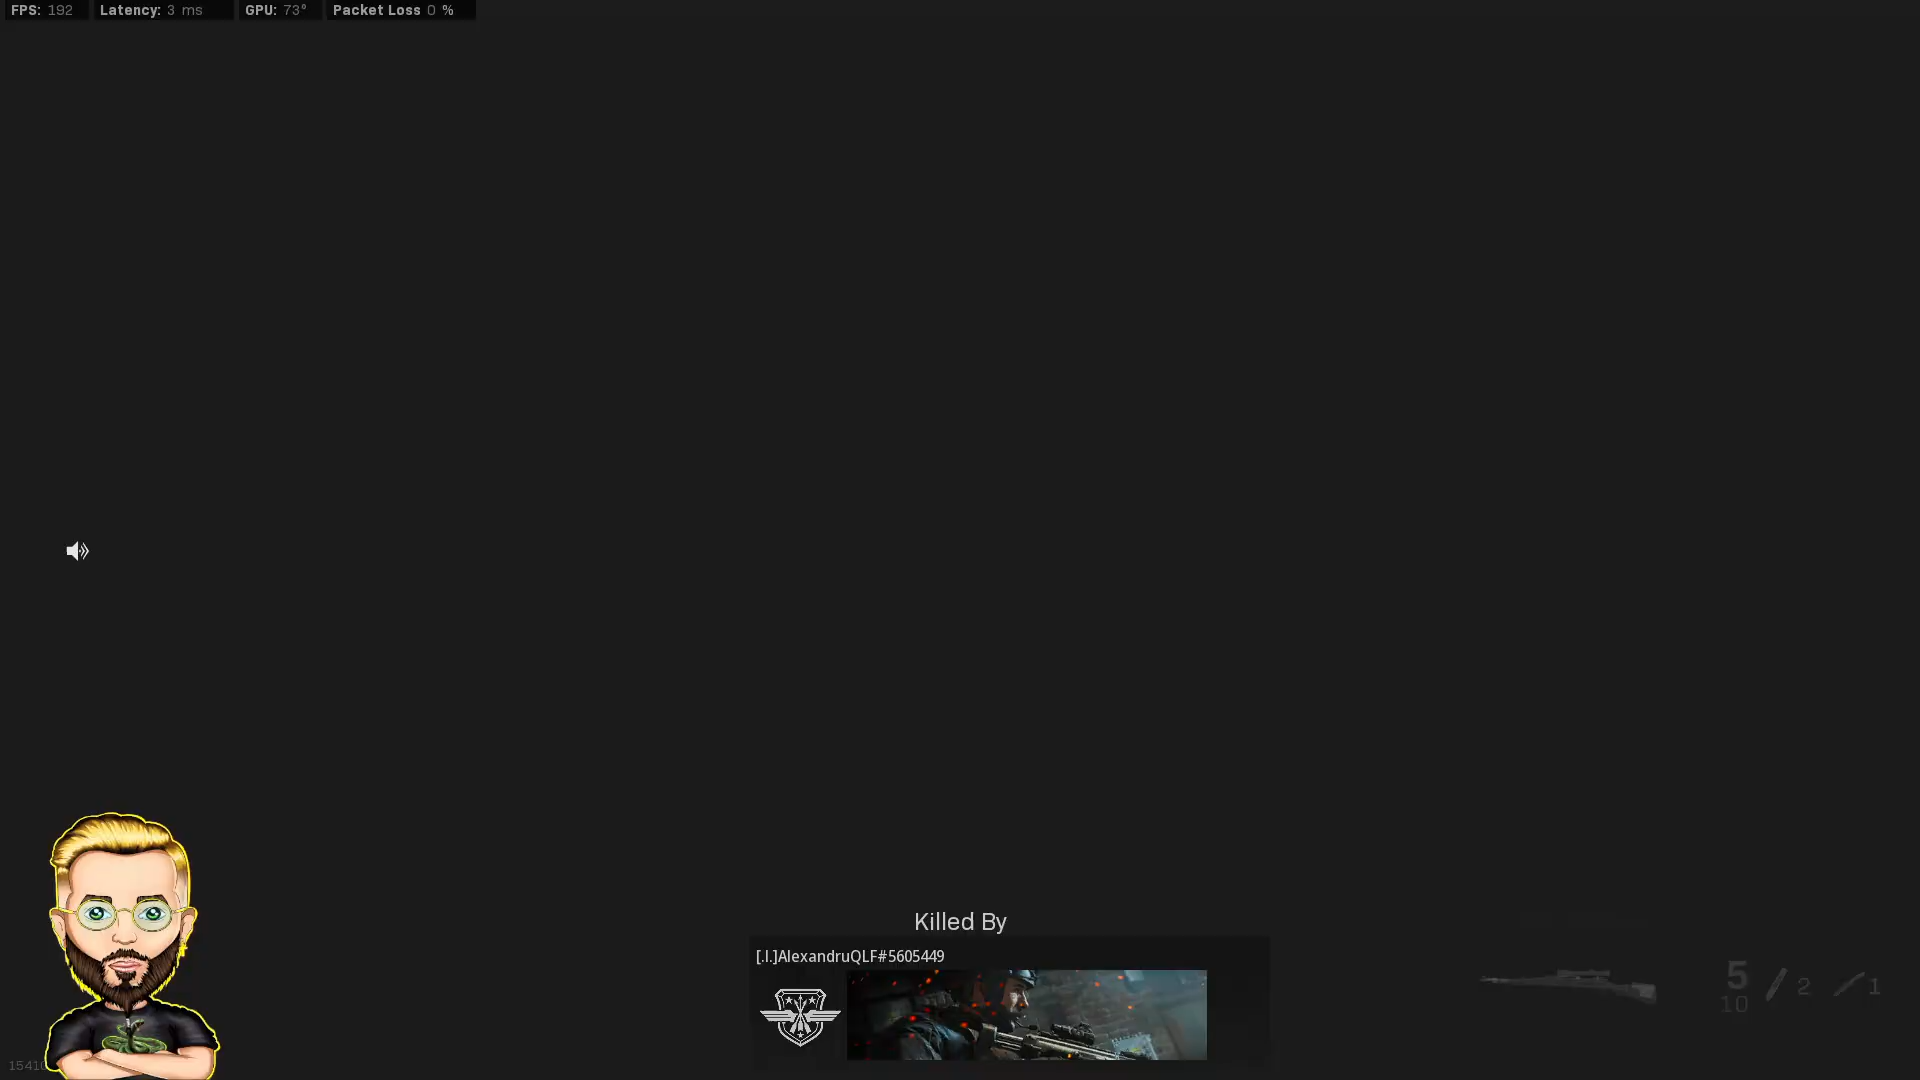 FPS: 192 Latency: 3 ms GPU: 73° Packet Loss 0 %
Killed By
[.I.]AlexandruQLF#5605449
5 2 1
10